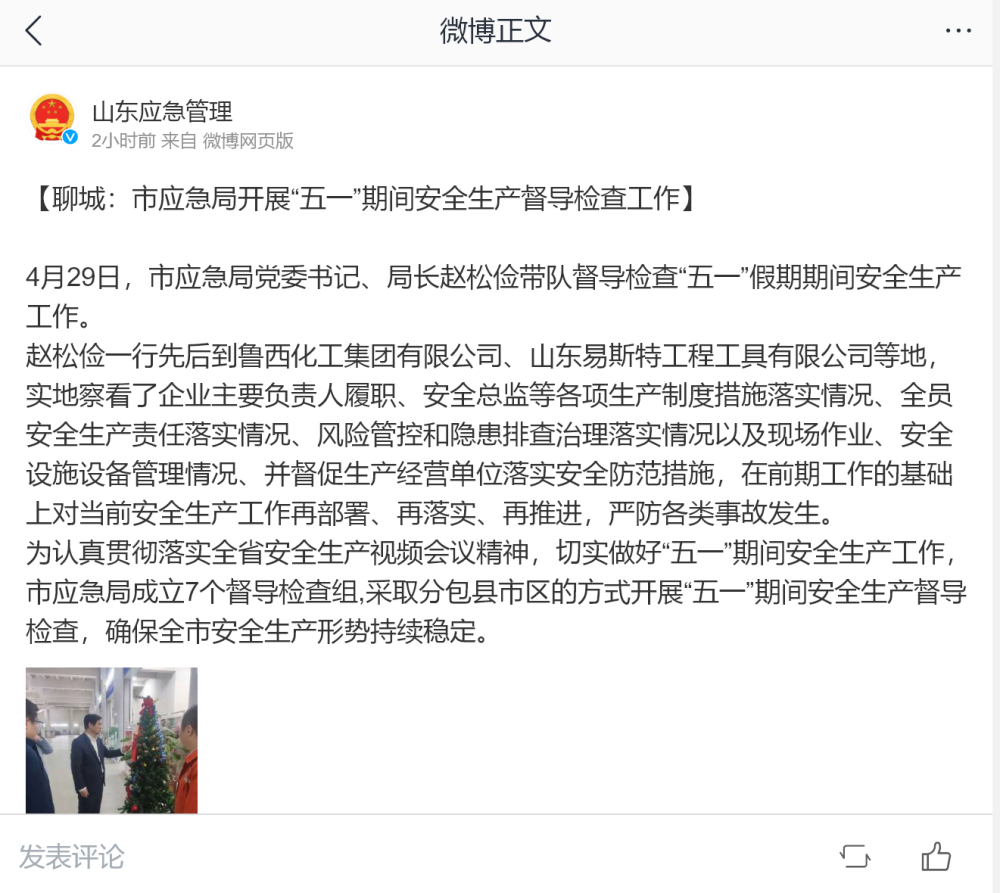 微博正文
山东应急管理
2小时前 来自 微博网页版
【聊城：市应急局开展“五一”期间安全生产督导检查工作】
4月29日，市应急局党委书记、局长赵松俭带队督导检查“五一”假期期间安全生产
工作。
赵松俭一行先后到鲁西化工集团有限公司、山东易斯特工程工具有限公司等地，
实地察看了企业主要负责人履职、安全总监等各项生产制度措施落实情况、全员
安全生产责任落实情况、风险管控和隐患排查治理落实情况以及现场作业、安全
设施设备管理情况、并督促生产经营单位落实安全防范措施，在前期工作的基础
上对当前安全生产工作再部署、再落实、再推进，严防各类事故发生。
为认真贯彻落实全省安全生产视频会议精神，切实做好“五一”期间安全生产工作，
市应急局成立7个督导检查组,采取分包县市区的方式开展“五一”期间安全生产督导
检查，确保全市安全生产形势持续稳定。
发表评论